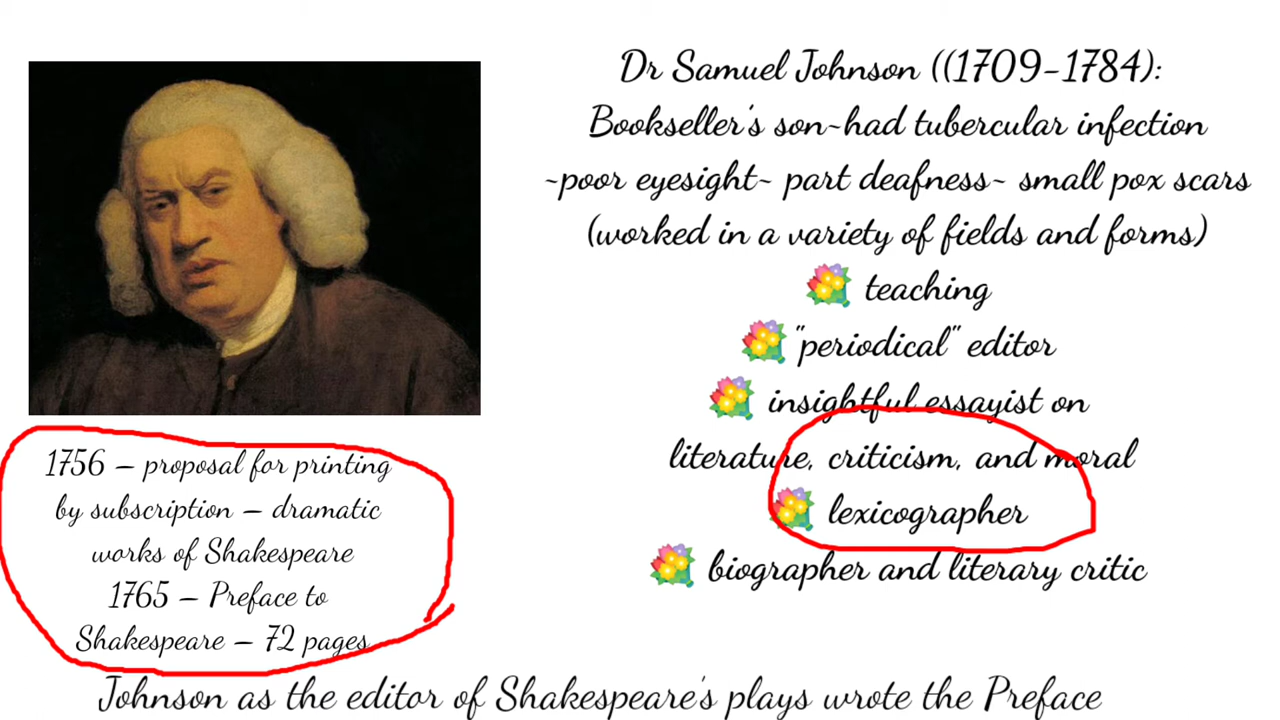 Dr Samuel Johnson ((1709-1784):
Bookseller's son~had tubercular infection
~poor eyesight~ part deafness~ small pox scars
(worked in a variety of fields and forms)
💐 teaching
💐 "periodical" editor
💐 insightful essayist on
literature, criticism, and moral
💐 lexicographer
💐 biographer and literary critic
1756 – proposal for printing
by subscription – dramatic
works of Shakespeare
1765 – Preface to
Shakespeare – 72 pages
Johnson as the editor of Shakespeare's plays wrote the Preface